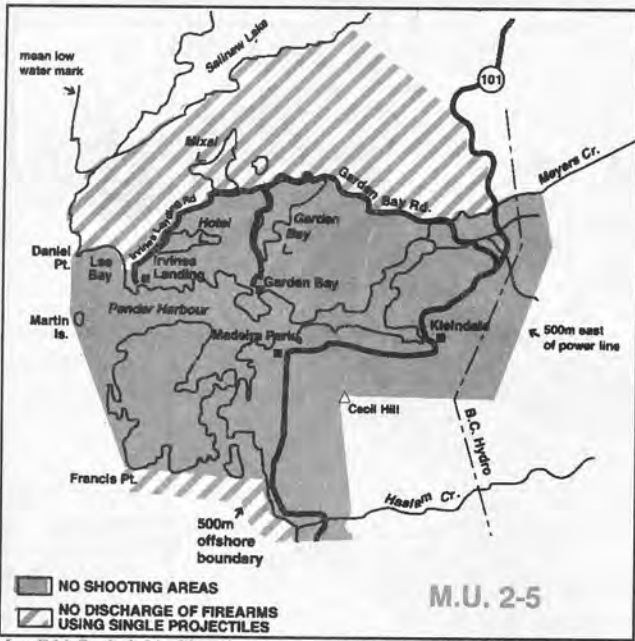 Sallnew Lake
mean low
water mark
101
Mixal
L.
Meyers Cr.
Garden Bay Rd.
Irvines Landing Rd
Hotel
Garden
Bay
L.
Daniel
Pt.
Lee
Bay
Irvines
Landing
Garden Bay
Pender Harbour
Martin
Is.
Madeira Park
Kleindale
500m east
of power line
Cecil Hill
B.C. Hydro
Francis Pt.
Haslam Cr.
500m
offshore
boundary
NO SHOOTING AREAS
NO DISCHARGE OF FIREARMS
USING SINGLE PROJECTILES
M.U. 2-5